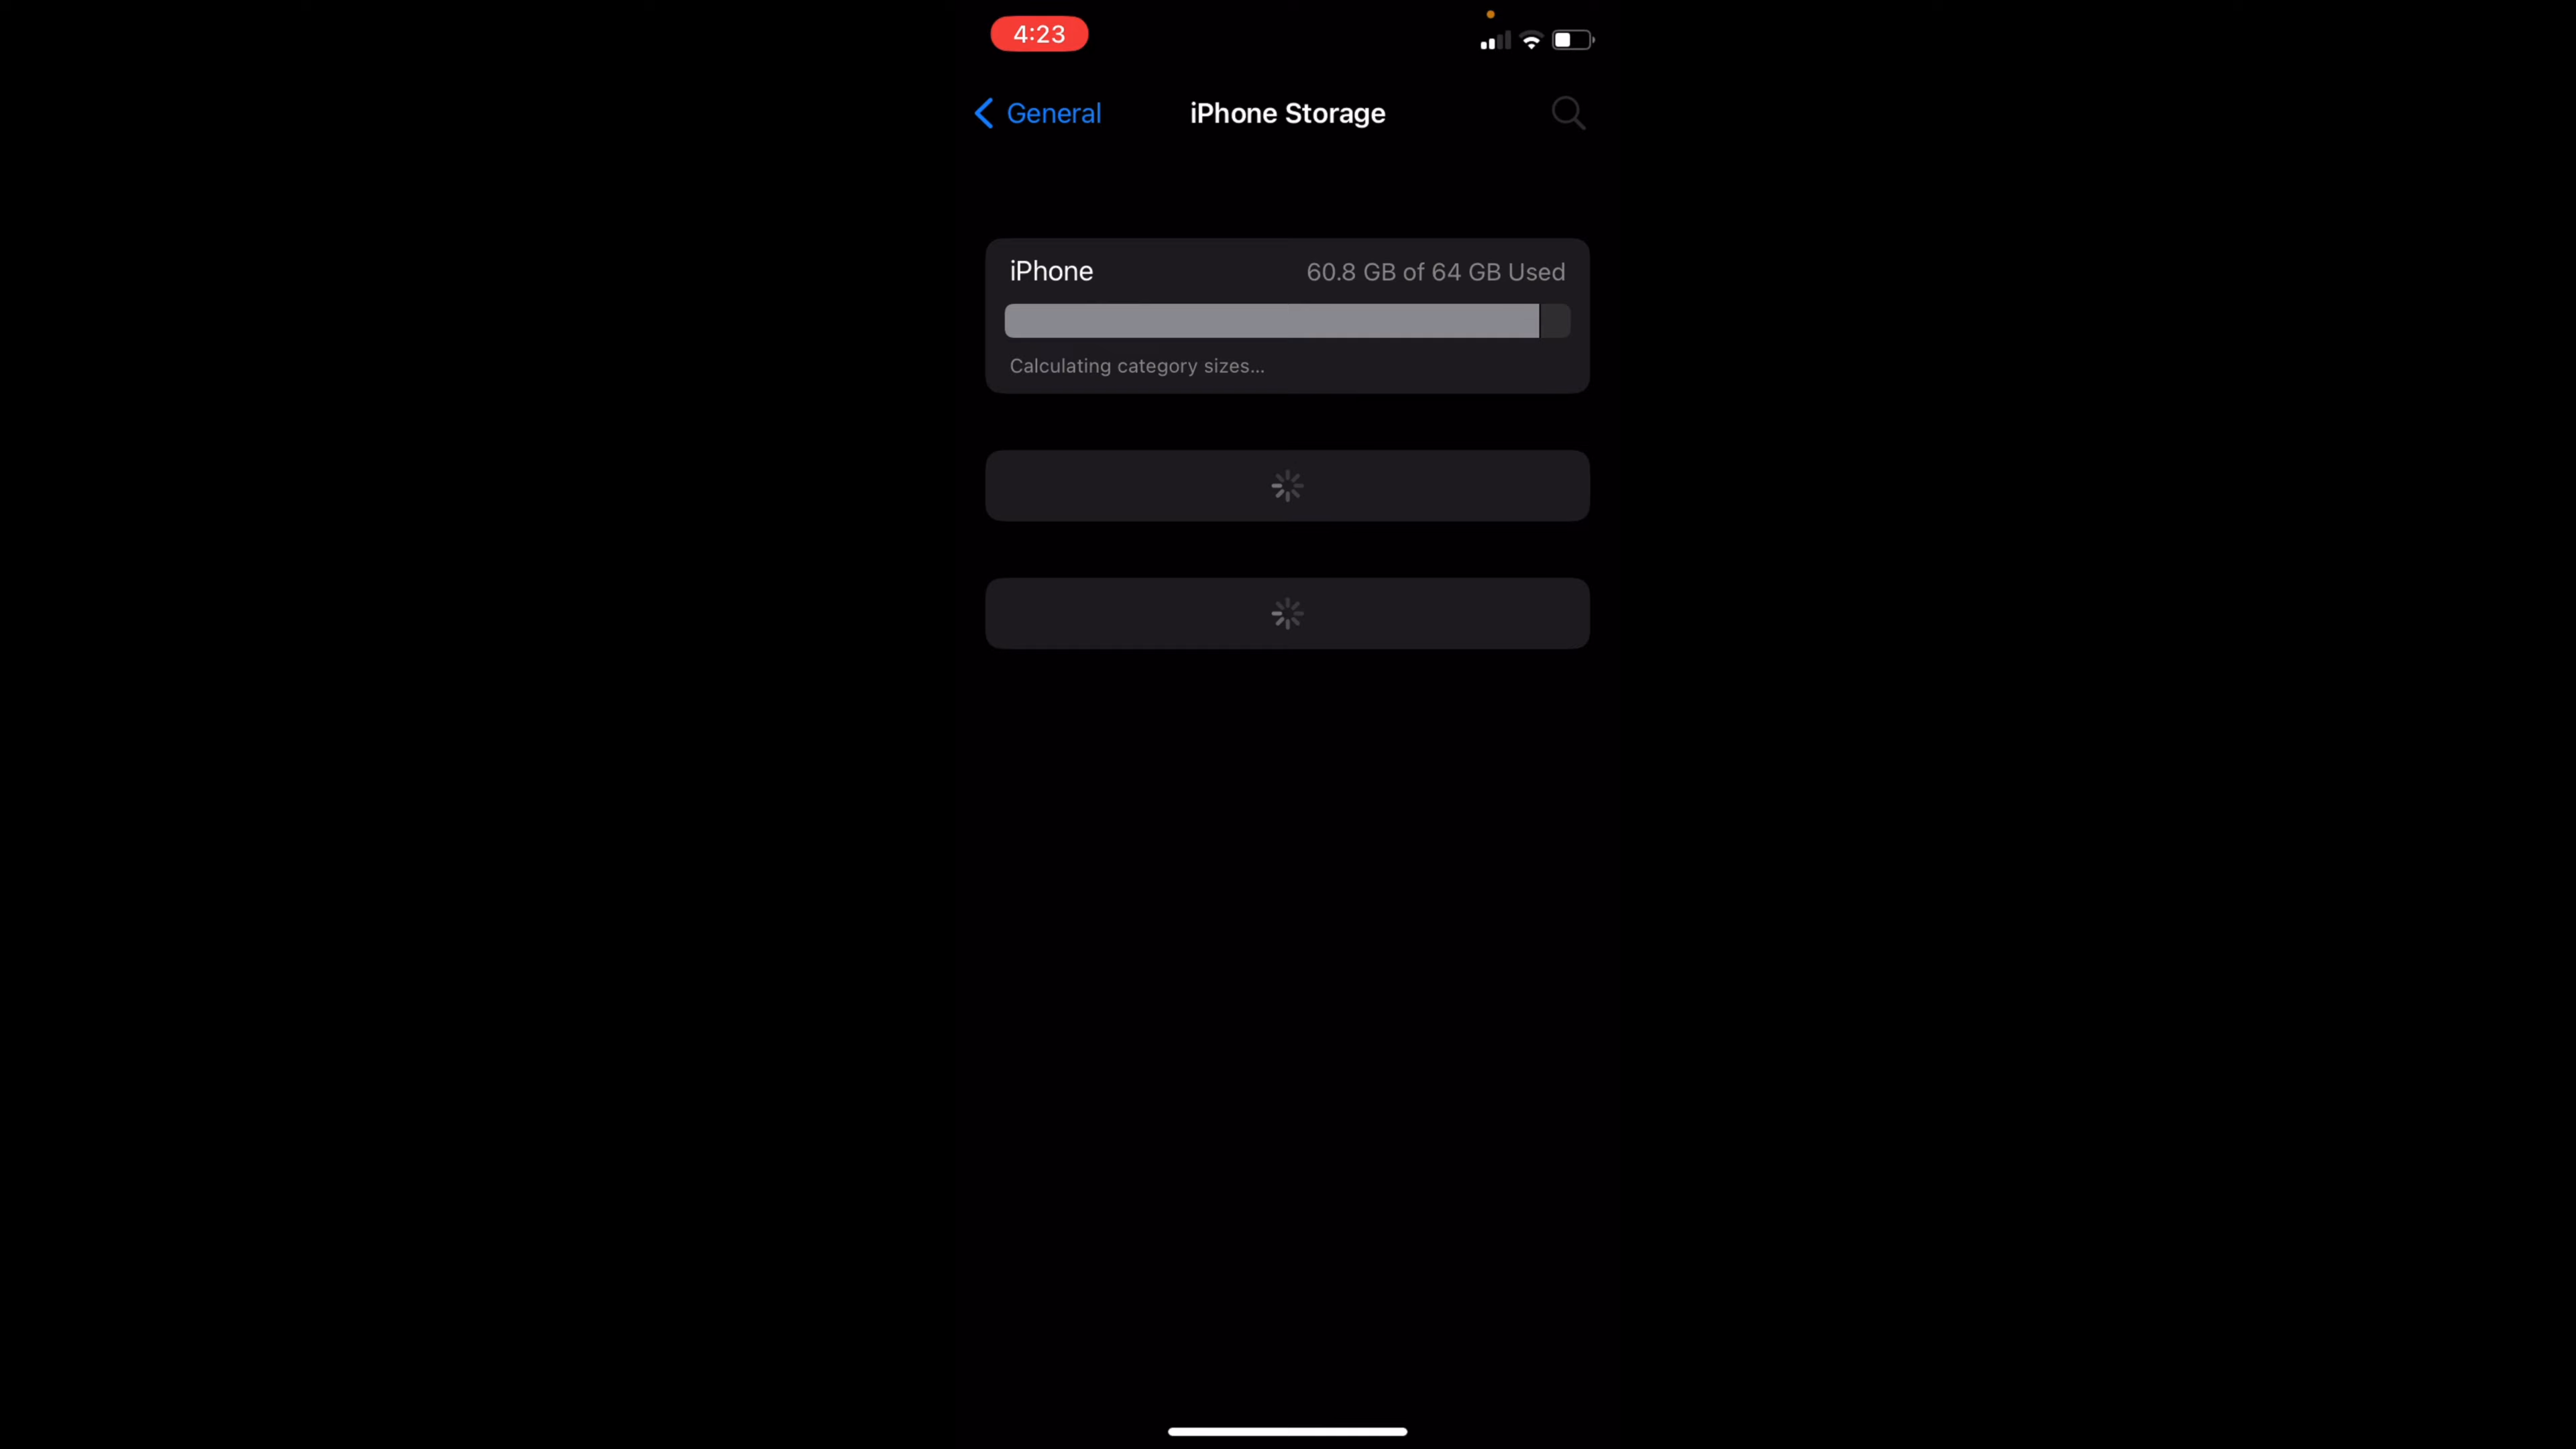 4:23
General
iPhone Storage
iPhone
60.8 GB of 64 GB Used
Calculating category sizes...